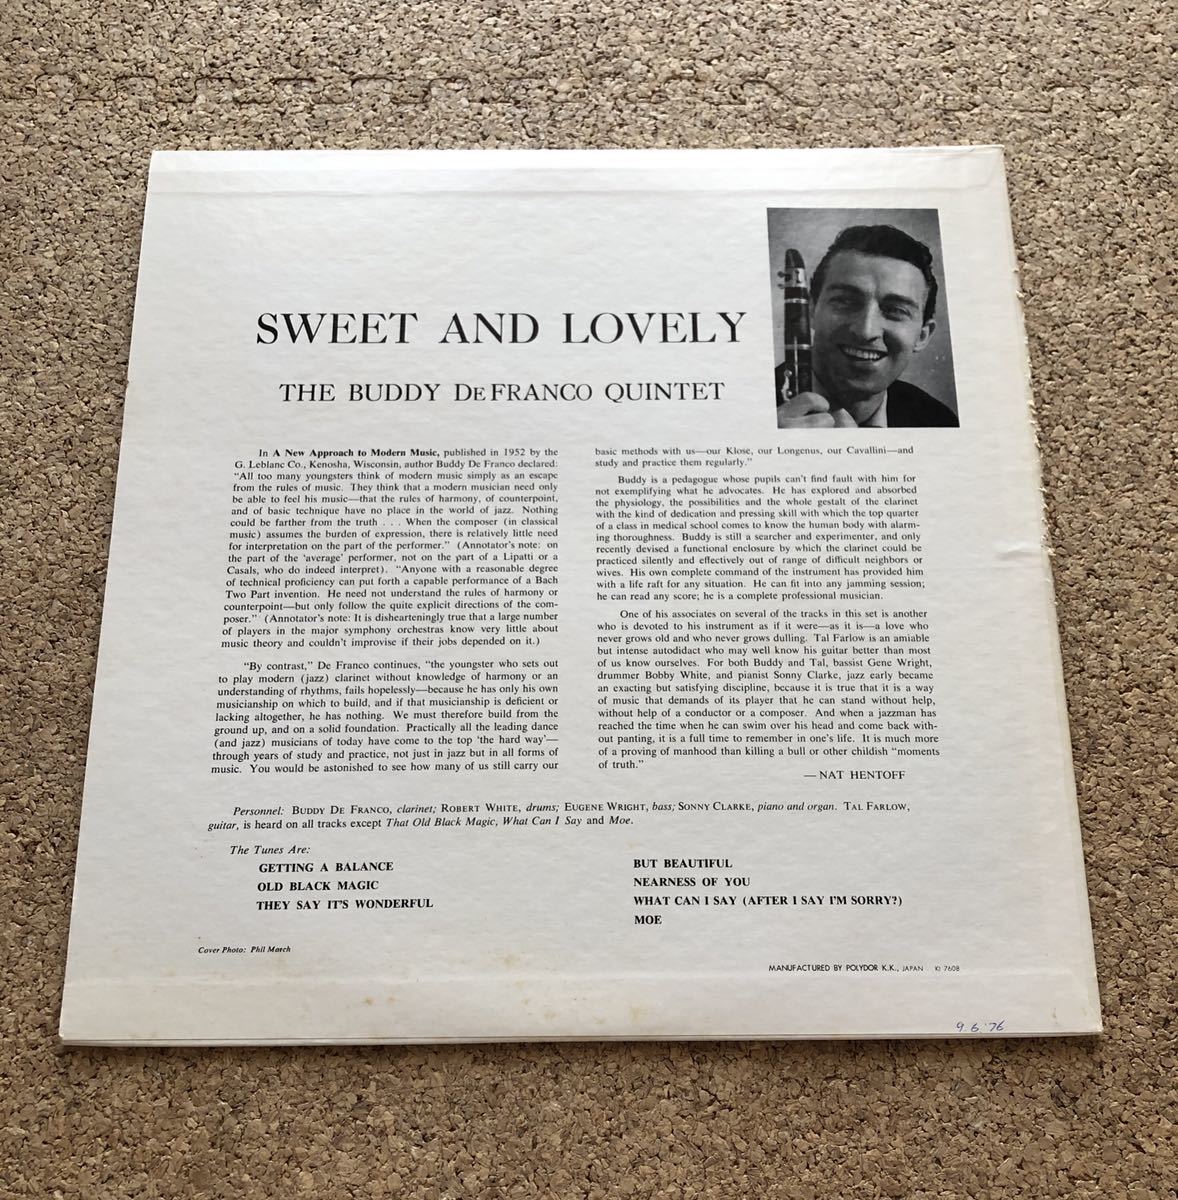 SWEET AND LOVELY
THE BUDDY DE FRANCO QUINTET
In A New Approach to Modern Music, published in 1952 by the
G. Leblanc Co., Kenosha, Wisconsin, author Buddy De Franco declared:
"All too many youngsters think of modern music simply as an escape
from the rules of music. They think that a modern musician need only
be able to feel his music—that the rules of harmony, of counterpoint,
and of basic technique have no place in the world of jazz. Nothing
could be farther from the truth . . . When the composer (in classical
music) assumes the burden of expression, there is relatively little need
for interpretation on the part of the performer." (Annotator's note: on
the part of the 'average' performer, not on the part of a Lipatti or a
Casals, who do indeed interpret). "Anyone with a reasonable degree
of technical proficiency can put forth a capable performance of a Bach
Two Part invention. He need not understand the rules of harmony or
counterpoint—but only follow the quite explicit directions of the com-
poser." (Annotator's note: It is dishearteningly true that a large number
of players in the major symphony orchestras know very little about
music theory and couldn't improvise if their jobs depended on it.)
"By contrast," De Franco continues, "the youngster who sets out
to play modern (jazz) clarinet without knowledge of harmony or an
understanding of rhythms, fails hopelessly—because he has only his own
musicianship on which to build, and if that musicianship is deficient or
lacking altogether, he has nothing. We must therefore build from the
ground up, and on a solid foundation. Practically all the leading dance
(and jazz) musicians of today have come to the top 'the hard way'—
through years of study and practice, not just in jazz but in all forms of
music. You would be astonished to see how many of us still carry our
basic methods with us—our Klose, our Longenus, our Cavallini—and
study and practice them regularly."
Buddy is a pedagogue whose pupils can't find fault with him for
not exemplifying what he advocates. He has explored and absorbed
the physiology, the possibilities and the whole gestalt of the clarinet
with the kind of dedication and pressing skill with which the top quarter
of a class in medical school comes to know the human body with alarm-
ing thoroughness. Buddy is still a searcher and experimenter, and only
recently devised a functional enclosure by which the clarinet could be
practiced silently and effectively out of range of difficult neighbors or
wives. His own complete command of the instrument has provided him
with a life raft for any situation. He can fit into any jamming session;
he can read any score; he is a complete professional musician.
One of his associates on several of the tracks in this set is another
who is devoted to his instrument as if it were—as it is—a love who
never grows old and who never grows dulling. Tal Farlow is an amiable
but intense autodidact who may well know his guitar better than most
of us know ourselves. For both Buddy and Tal, bassist Gene Wright,
drummer Bobby White, and pianist Sonny Clarke, jazz early became
an exacting but satisfying discipline, because it is true that it is a way
of music that demands of its player that he can stand without help,
without help of a conductor or a composer. And when a jazzman has
reached the time when he can swim over his head and come back with-
out panting, it is a full time to remember in one's life. It is much more
of a proving of manhood than killing a bull or other childish "moments
of truth."
—NAT HENTOFF
Personnel: BUDDY DE FRANCO, clarinet; ROBERT WHITE, drums; EUGENE WRIGHT, bass; SONNY CLARKE, piano and organ. TAL FARLOW,
guitar, is heard on all tracks except That Old Black Magic, What Can I Say and Moe.
The Tunes Are:
GETTING A BALANCE
OLD BLACK MAGIC
THEY SAY IT'S WONDERFUL
BUT BEAUTIFUL
NEARNESS OF YOU
WHAT CAN I SAY (AFTER I SAY I'M SORRY?)
MOE
Cover Photo: Phil March
MANUFACTURED BY POLYDOR K.K., JAPAN KI 7608
9.6.'76